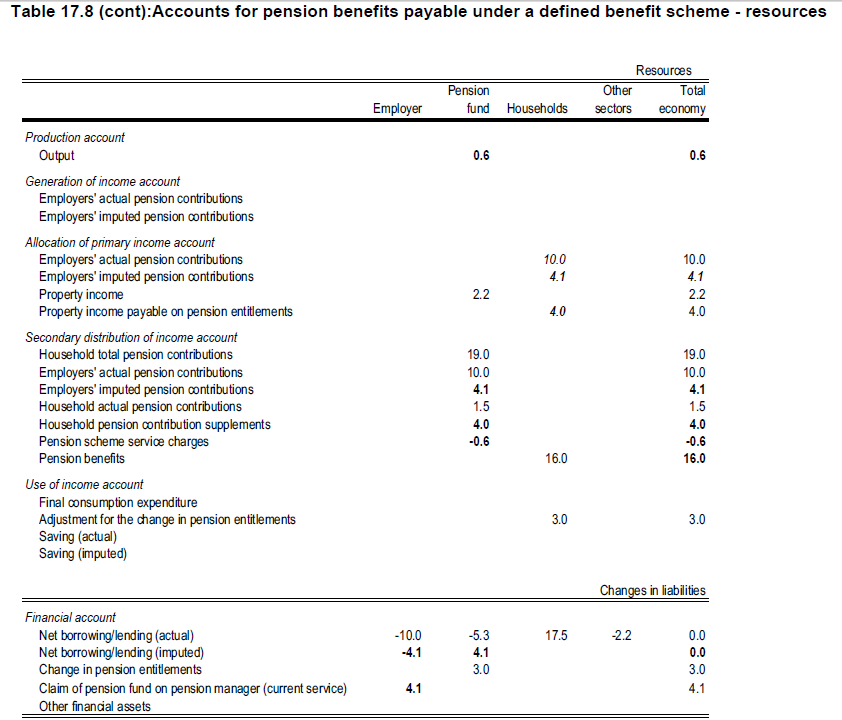 Table 17.8 (cont):Accounts for pension benefits payable under a defined benefit scheme - resources
Resources
Pension Other Total
Employer fund Households sectors economy
Production account
Output 0.6 0.6
Generation of income account
Employers' actual pension contributions
Employers' imputed pension contributions
Allocation of primary income account
Employers' actual pension contributions 10.0 10.0
Employers' imputed pension contributions 4.1 4.1
Property income 2.2 2.2
Property income payable on pension entitlements 4.0 4.0
Secondary distribution of income account
Household total pension contributions 19.0 19.0
Employers' actual pension contributions 10.0 10.0
Employers' imputed pension contributions 4.1 4.1
Household actual pension contributions 1.5 1.5
Household pension contribution supplements 4.0 4.0
Pension scheme service charges -0.6 -0.6
Pension benefits 16.0 16.0
Use of income account
Final consumption expenditure
Adjustment for the change in pension entitlements 3.0 3.0
Saving (actual)
Saving (imputed)
Changes in liabilities
Financial account
Net borrowing/lending (actual) -10.0 -5.3 17.5 -2.2 0.0
Net borrowing/lending (imputed) -4.1 4.1 0.0
Change in pension entitlements 3.0 3.0
Claim of pension fund on pension manager (current service) 4.1 4.1
Other financial assets